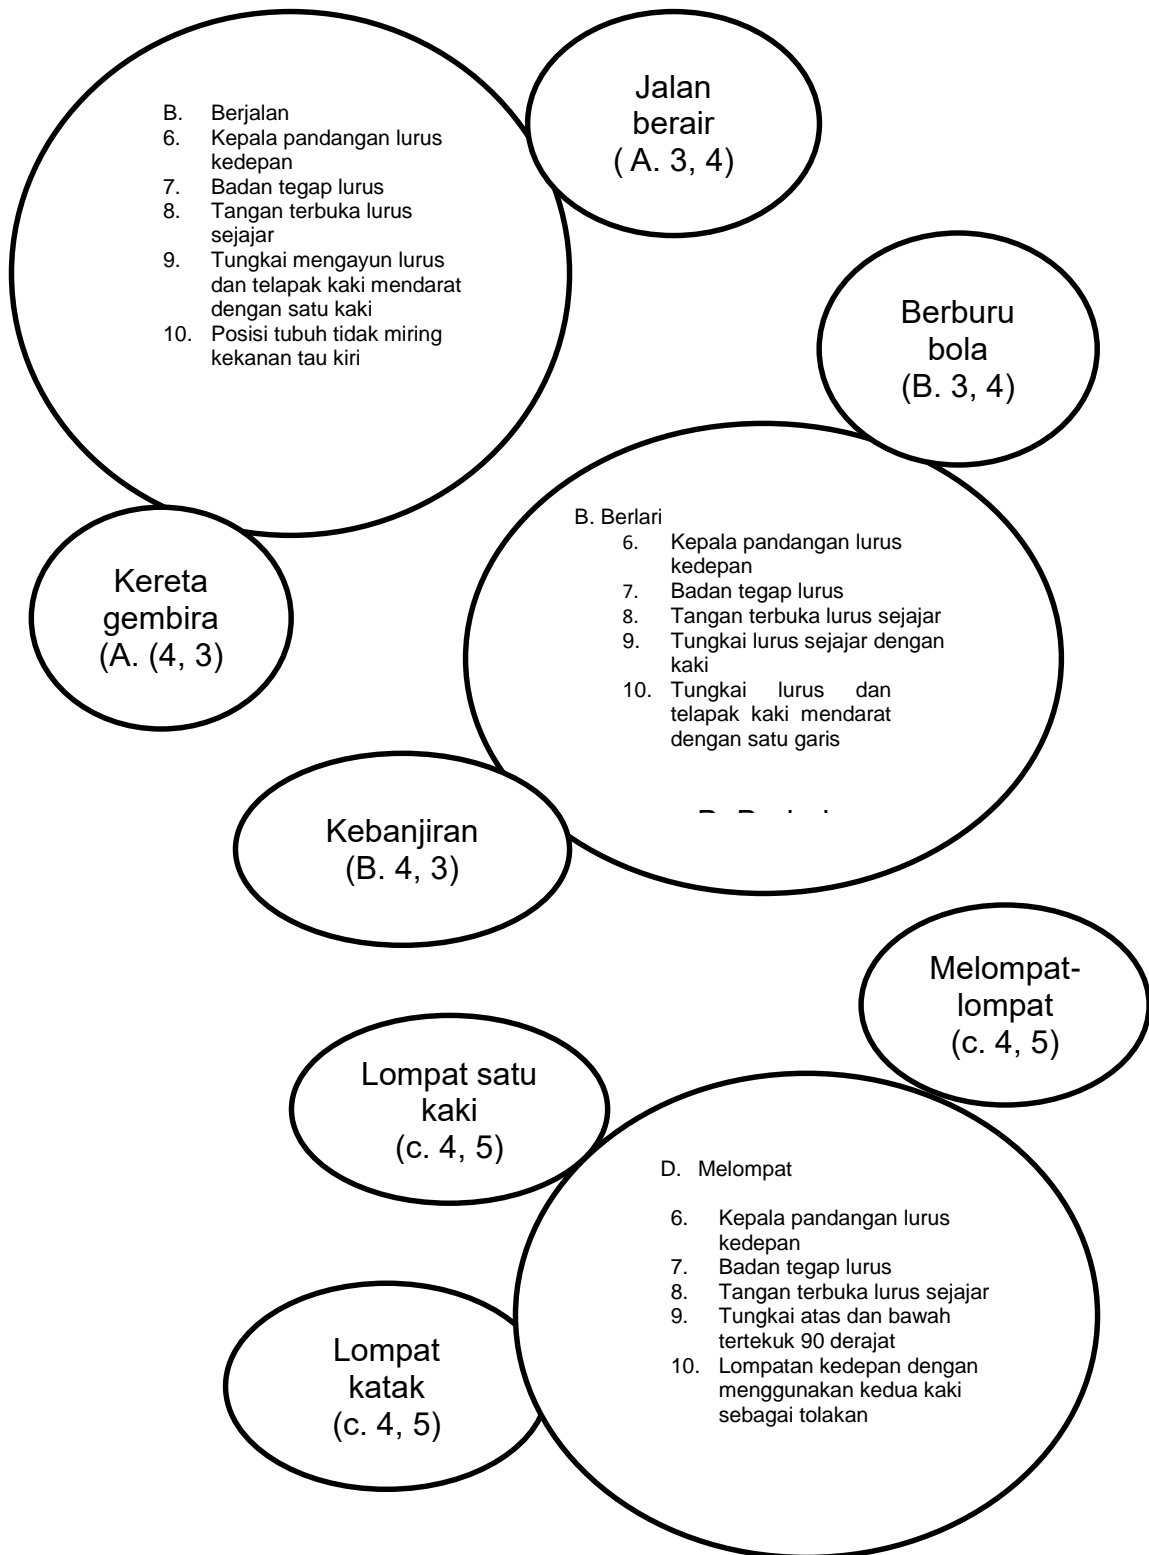 B. Berjalan
6. Kepala pandangan lurus
kedepan
7. Badan tegap lurus
8. Tangan terbuka lurus
sejajar
9. Tungkai mengayun lurus
dan telapak kaki mendarat
dengan satu kaki
10. Posisi tubuh tidak miring
kekanan tau kiri
Jalan
berair
( A. 3, 4)
Berburu
bola
(B. 3, 4)
Kereta
gembira
(A. (4, 3)
B. Berlari
6. Kepala pandangan lurus
kedepan
7. Badan tegap lurus
8. Tangan terbuka lurus sejajar
9. Tungkai lurus sejajar dengan
kaki
10. Tungkai lurus dan
telapak kaki mendarat
dengan satu garis
Kebanjiran
(B. 4, 3)
Melompat-
lompat
(c. 4, 5)
Lompat satu
kaki
(c. 4, 5)
D. Melompat
6. Kepala pandangan lurus
kedepan
7. Badan tegap lurus
8. Tangan terbuka lurus sejajar
9. Tungkai atas dan bawah
tertekuk 90 derajat
10. Lompatan kedepan dengan
menggunakan kedua kaki
sebagai tolakan
Lompat
katak
(c. 4, 5)